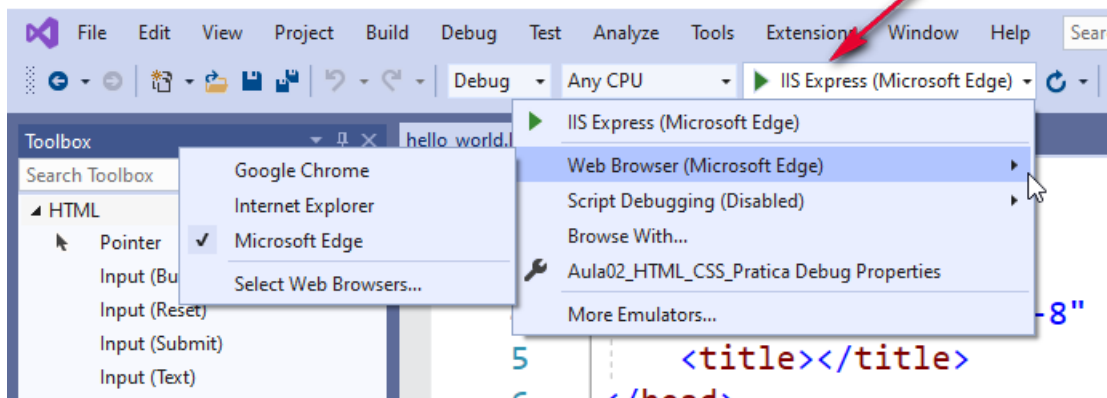 File Edit View Project Build Debug Test Analyze Tools Extensions Window Help Sear
Debug Any CPU IIS Express (Microsoft Edge)
Toolbox hello_world.
Search Toolbox
HTML
Pointer
Input (Bu
Input (Reset)
Input (Submit)
Input (Text)
Google Chrome
Internet Explorer
Microsoft Edge
Select Web Browsers...
IIS Express (Microsoft Edge)
Web Browser (Microsoft Edge)
Script Debugging (Disabled)
Browse With...
Aula02_HTML_CSS_Pratica Debug Properties
More Emulators...
-8"
5 <title></title>
</head>